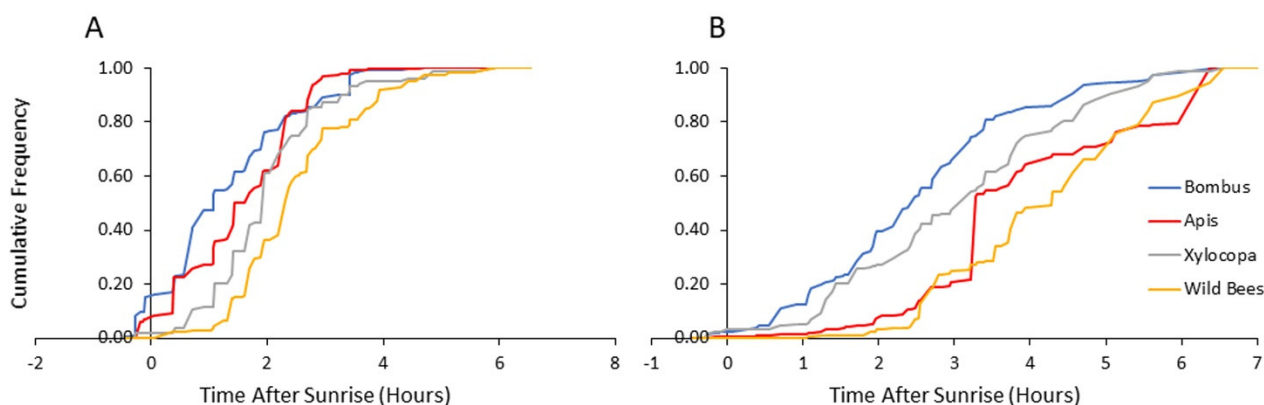 A
B
Cumulative Frequency
1.00
0.80
0.60
0.40
0.20
0.00
-2 0 2 4 6 8
Time After Sunrise (Hours)
1.00
0.80
0.60
0.40
0.20
0.00
-1 0 1 2 3 4 5 6 7
Time After Sunrise (Hours)
Bombus
Apis
Xylocopa
Wild Bees